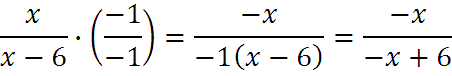 x/(x − 6) · (−1/−1) = −x/(−1(x − 6)) = −x/(−x + 6)